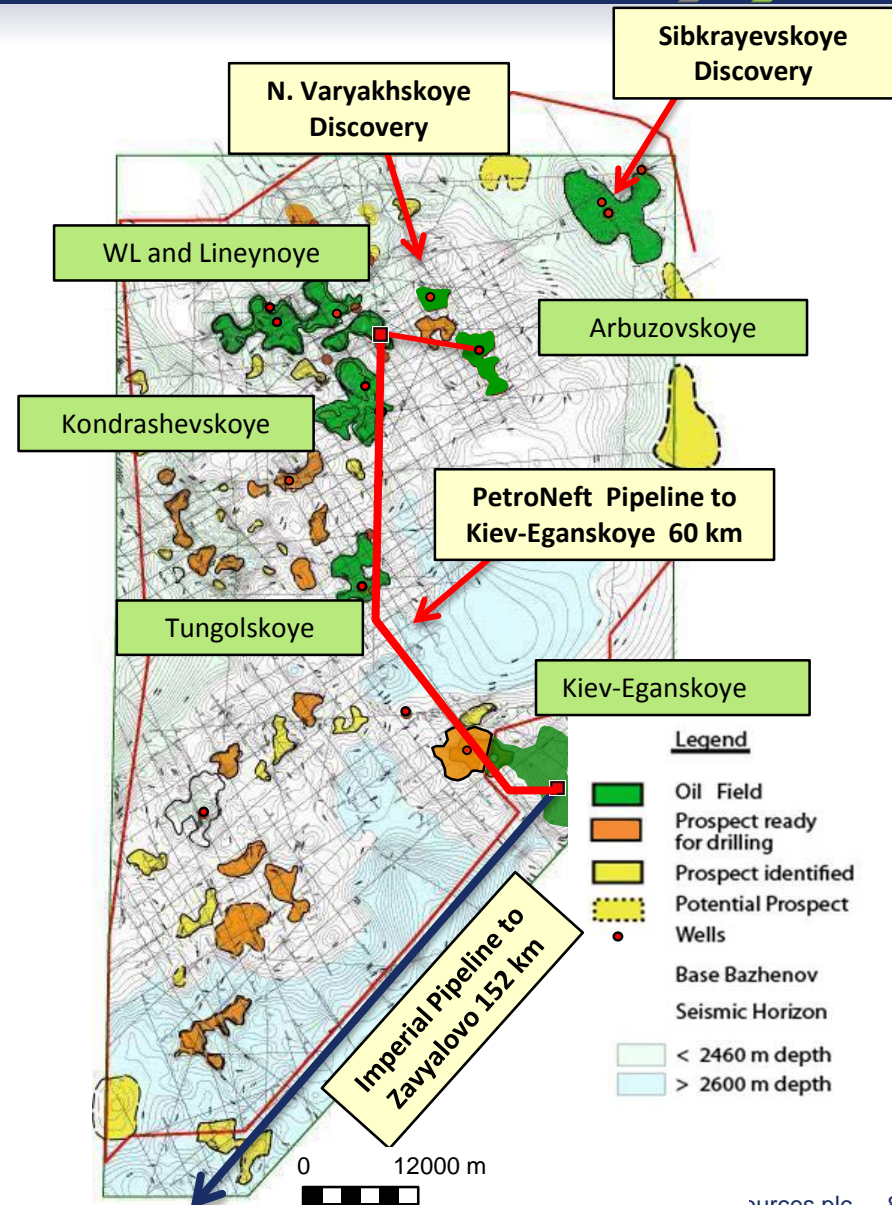 Sibkrayevskoye
Discovery
N. Varyakhskoye
Discovery
WL and Lineynoye
Arbuzovskoye
Kondrashevskoye
PetroNeft Pipeline to
Kiev-Eganskoye 60 km
Tungolskoye
Kiev-Eganskoye
Legend
Oil Field
Prospect ready
for drilling
Prospect identified
Potential Prospect
Wells
Base Bazhenov
Seismic Horizon
< 2460 m depth
> 2600 m depth
Imperial Pipeline to
Zavyalovo 152 km
0 12000 m
plc